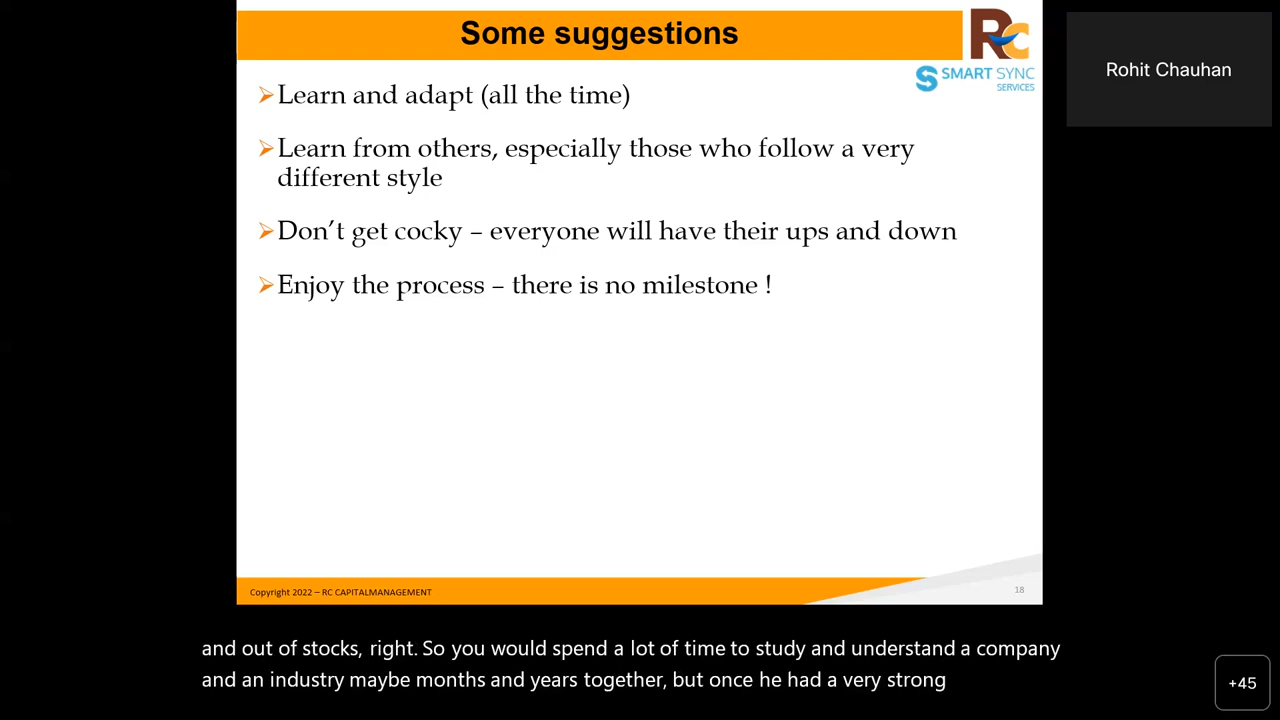 Some suggestions
Rc
SMART SYNC
SERVICES
Rohit Chauhan
➢Learn and adapt (all the time)
➢Learn from others, especially those who follow a very
different style
➢Don’t get cocky – everyone will have their ups and down
➢Enjoy the process – there is no milestone !
Copyright 2022 – RC CAPITALMANAGEMENT
18
and out of stocks, right. So you would spend a lot of time to study and understand a company
and an industry maybe months and years together, but once he had a very strong
+45